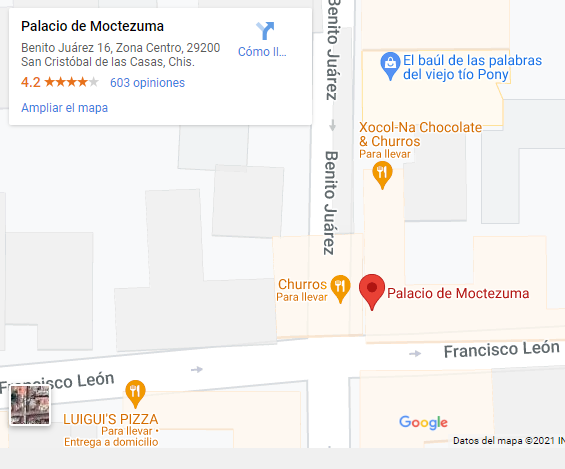 Palacio de Moctezuma
Benito Juárez 16, Zona Centro, 29200
San Cristóbal de las Casas, Chis.
4.2
603 opiniones
Ampliar el mapa
Cómo ll...
Benito Juárez
Benito Juárez
El baúl de las palabras
del viejo tío Pony
Xocol-Na Chocolate
& Churros
Para llevar
Churros
Para llevar
Palacio de Moctezuma
Francisco León
Francisco León
LUIGUI'S PIZZA
Para llevar •
Entrega a domicilio
Google
Datos del mapa ©2021 IN